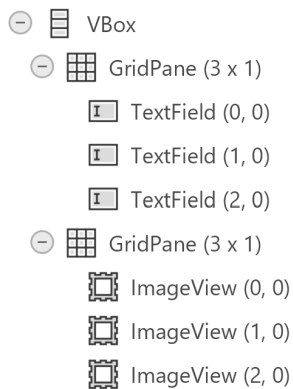 VBox
GridPane (3 x 1)
TextField (0, 0)
TextField (1, 0)
TextField (2, 0)
GridPane (3 x 1)
ImageView (0, 0)
ImageView (1, 0)
ImageView (2, 0)